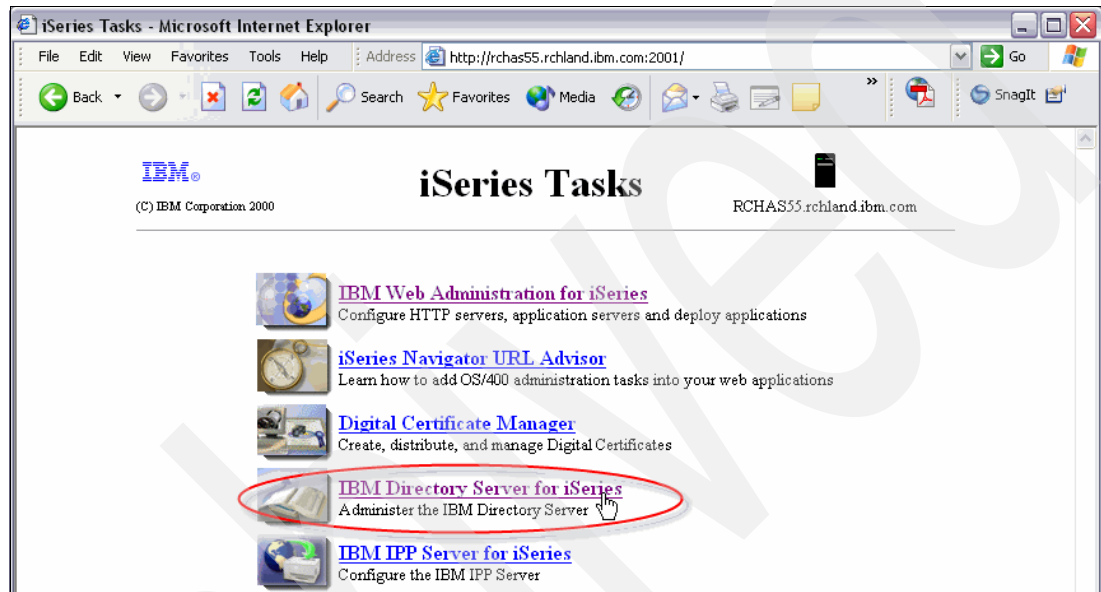 iSeries Tasks - Microsoft Internet Explorer
File Edit View Favorites Tools Help Address http://rchas55.rchland.ibm.com:2001/ Go
Back Search Favorites Media » SnagIt
IBM®
iSeries Tasks
(C) IBM Corporation 2000
RCHAS55.rchland.ibm.com
IBM Web Administration for iSeries
Configure HTTP servers, application servers and deploy applications
iSeries Navigator URL Advisor
Learn how to add OS/400 administration tasks into your web applications
Digital Certificate Manager
Create, distribute, and manage Digital Certificates
IBM Directory Server for iSeries
Administer the IBM Directory Server
IBM IPP Server for iSeries
Configure the IBM IPP Server